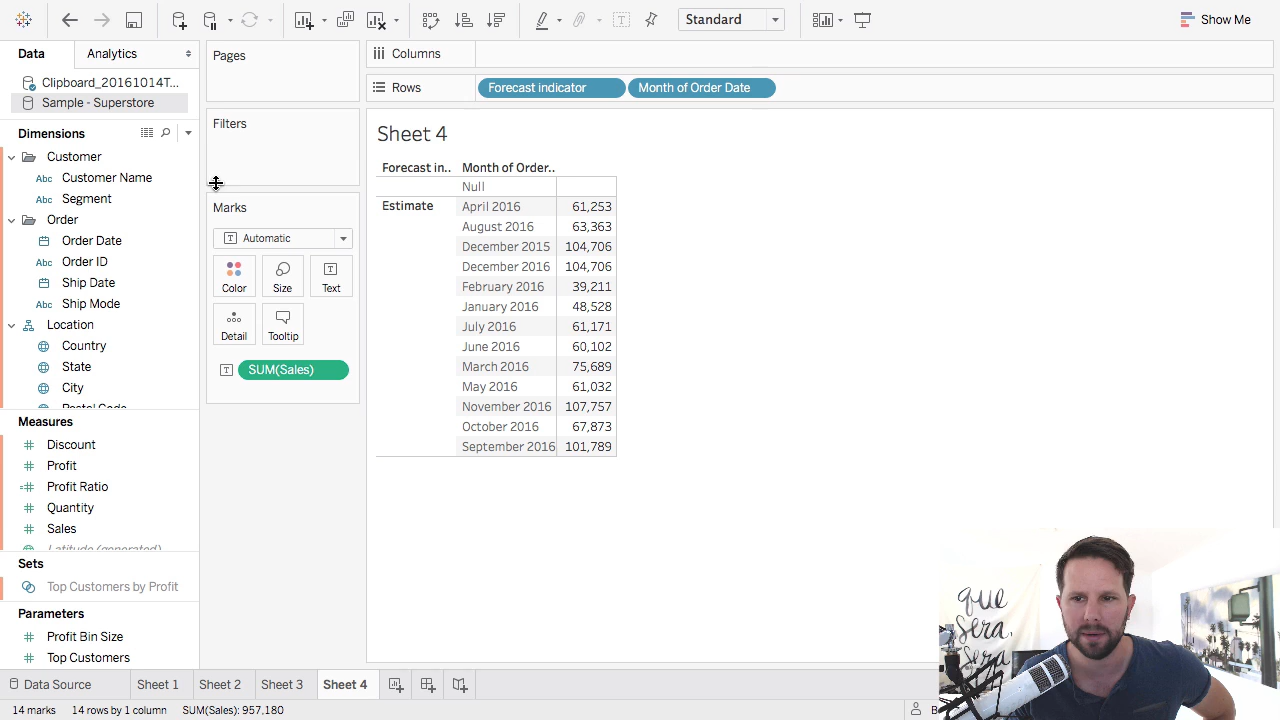 Standard
Show Me
Data
Analytics
Pages
Columns
Clipboard_20161014T...
Rows
Forecast indicator
Month of Order Date
Sample - Superstore
Filters
Dimensions
Sheet 4
Customer
Forecast in..
Month of Order..
Abc Customer Name
Null
Abc Segment
Marks
Estimate
April 2016 61,253
Order
August 2016 63,363
Order Date
Automatic
December 2015 104,706
Abc Order ID
December 2016 104,706
Ship Date
Color
Size
Text
February 2016 39,211
Abc Ship Mode
January 2016 48,528
Location
July 2016 61,171
Country
Detail
Tooltip
June 2016 60,102
State
SUM(Sales)
March 2016 75,689
City
May 2016 61,032
Postal Code
November 2016 107,757
Measures
October 2016 67,873
Discount
September 2016 101,789
Profit
Profit Ratio
Quantity
Sales
Latitude (generated)
Sets
Top Customers by Profit
Parameters
Profit Bin Size
Top Customers
que
sera,
sera
Data Source
Sheet 1
Sheet 2
Sheet 3
Sheet 4
14 marks
14 rows by 1 column
SUM(Sales): 957,180